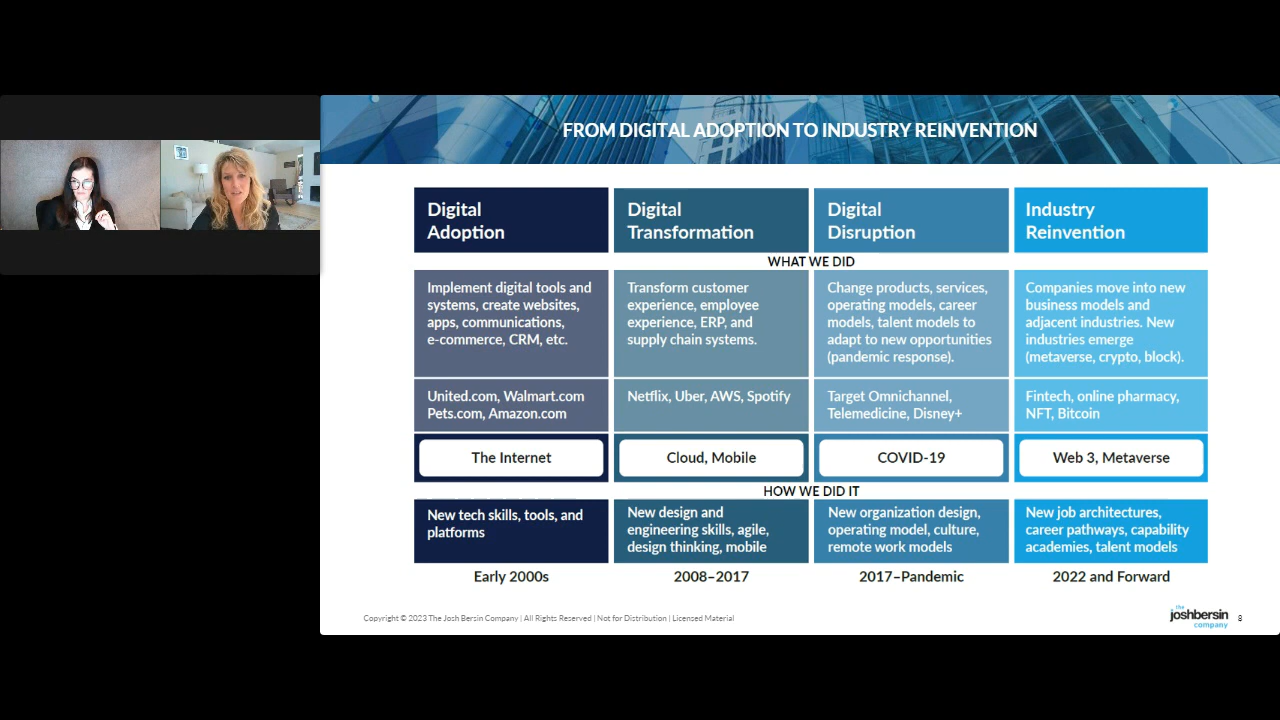 FROM DIGITAL ADOPTION TO INDUSTRY REINVENTION
Digital
Adoption
Digital
Transformation
Digital
Disruption
Industry
Reinvention
WHAT WE DID
Implement digital tools and
systems, create websites,
apps, communications,
e-commerce, CRM, etc.
Transform customer
experience, employee
experience, ERP, and
supply chain systems.
Change products, services,
operating models, career
models, talent models to
adapt to new opportunities
(pandemic response).
Companies move into new
business models and
adjacent industries. New
industries emerge
(metaverse, crypto, block).
United.com, Walmart.com
Pets.com, Amazon.com
Netflix, Uber, AWS, Spotify
Target Omnichannel,
Telemedicine, Disney+
Fintech, online pharmacy,
NFT, Bitcoin
The Internet
Cloud, Mobile
COVID-19
Web 3, Metaverse
HOW WE DID IT
New tech skills, tools, and
platforms
New design and
engineering skills, agile,
design thinking, mobile
New organization design,
operating model, culture,
remote work models
New job architectures,
career pathways, capability
academies, talent models
Early 2000s
2008–2017
2017–Pandemic
2022 and Forward
Copyright © 2023 The Josh Bersin Company | All Rights Reserved | Not for Distribution | Licensed Material
the
joshbersin
company
8